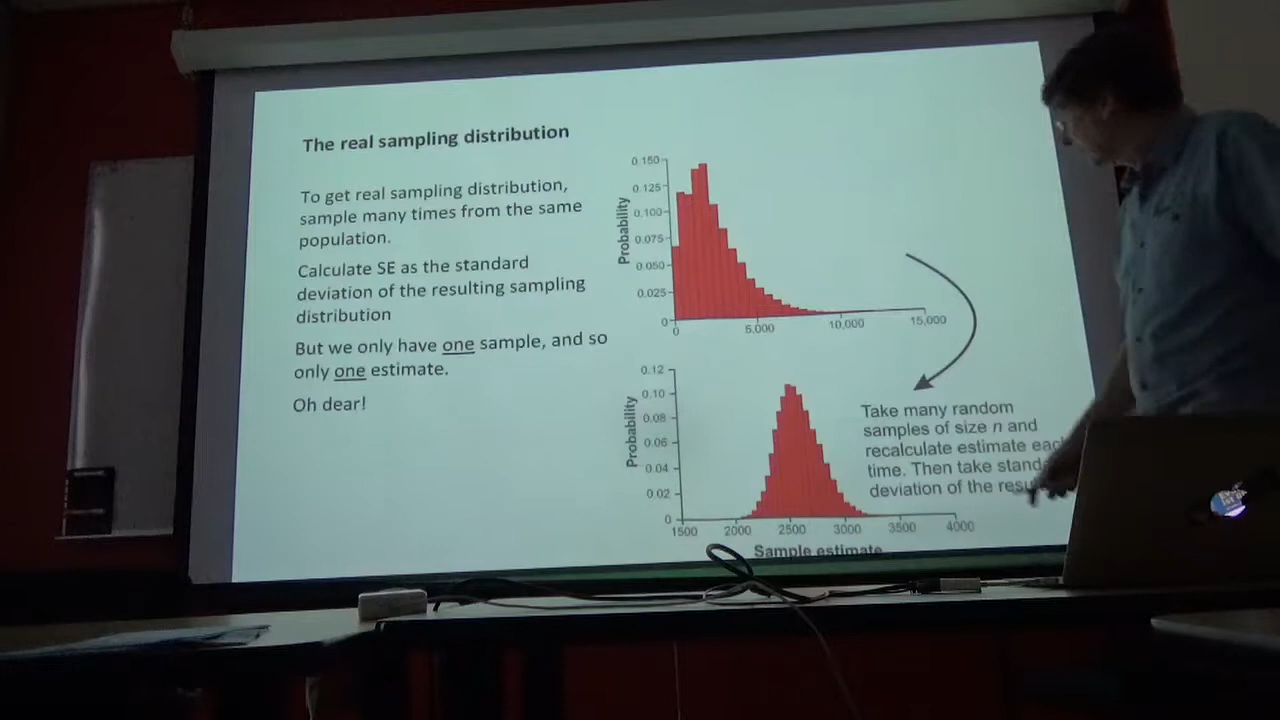 The real sampling distribution
To get real sampling distribution,
sample many times from the same
population.
Calculate SE as the standard
deviation of the resulting sampling
distribution
But we only have one sample, and so
only one estimate.
Oh dear!
Probability
0.150
0.125
0.100
0.075
0.050
0.025
0
0 5,000 10,000 15,000
Probability
0.12
0.10
0.08
0.06
0.04
0.02
0
1500 2000 2500 3000 3500 4000
Sample estimate
Take many random
samples of size n and
recalculate estimate
time. Then take
deviation of the